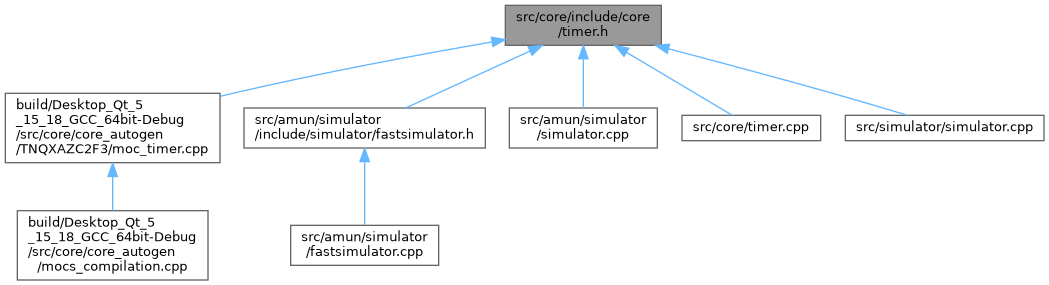 src/core/include/core
/timer.h
build/Desktop_Qt_5
_15_18_GCC_64bit-Debug
/src/core/core_autogen
/TNQXAZC2F3/moc_timer.cpp
src/amun/simulator
/include/simulator/fastsimulator.h
src/amun/simulator
/simulator.cpp
src/core/timer.cpp
src/simulator/simulator.cpp
build/Desktop_Qt_5
_15_18_GCC_64bit-Debug
/src/core/core_autogen
/mocs_compilation.cpp
src/amun/simulator
/fastsimulator.cpp